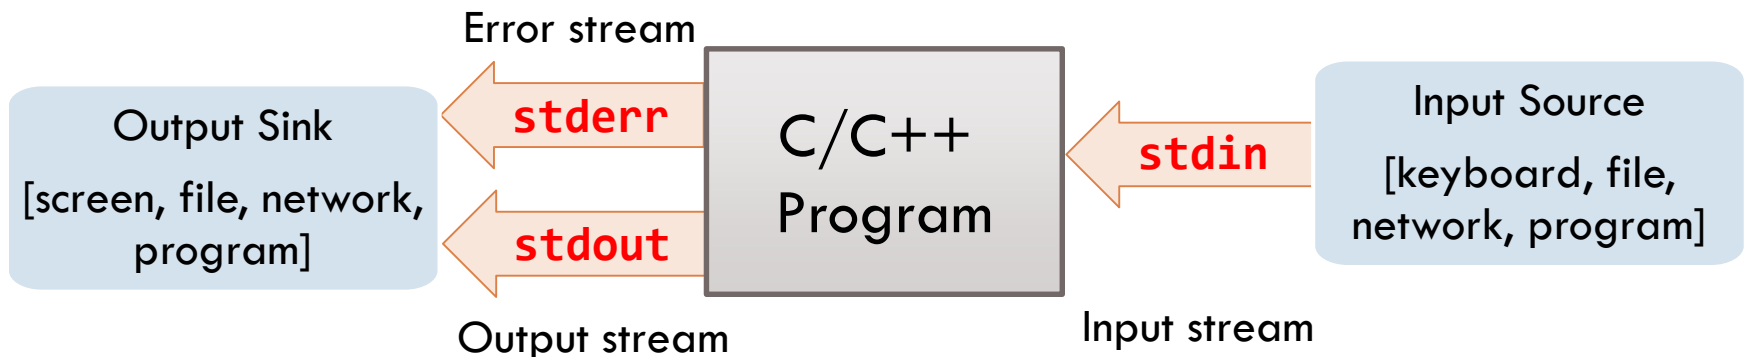 Error stream
Output Sink
[screen, file, network,
program]
stderr
stdout
Output stream
C/C++
Program
stdin
Input stream
Input Source
[keyboard, file,
network, program]